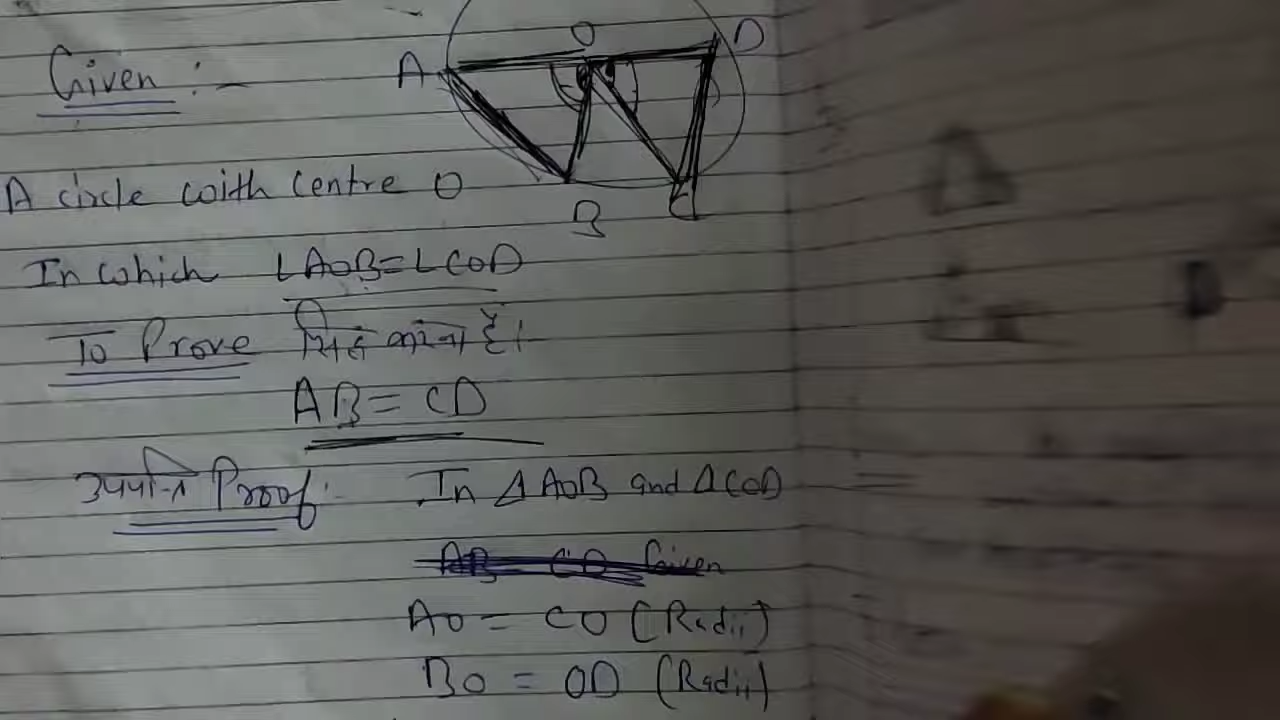 O
D
A
Given :-
A circle with centre O
B
C
In which ∠AOB=∠COD
To Prove सिद्ध करना है।
AB = CD
उपपत्ति Proof:- In Δ AOB and Δ COD
AB = CD Given
AO = CO (Radii)
BO = OD (Radii)